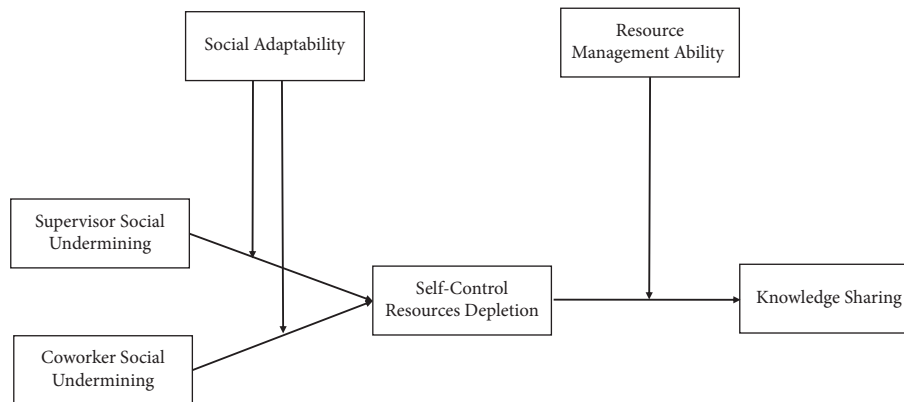 Social Adaptability
Resource
Management Ability
Supervisor Social
Undermining
Self-Control
Resources Depletion
Knowledge Sharing
Coworker Social
Undermining